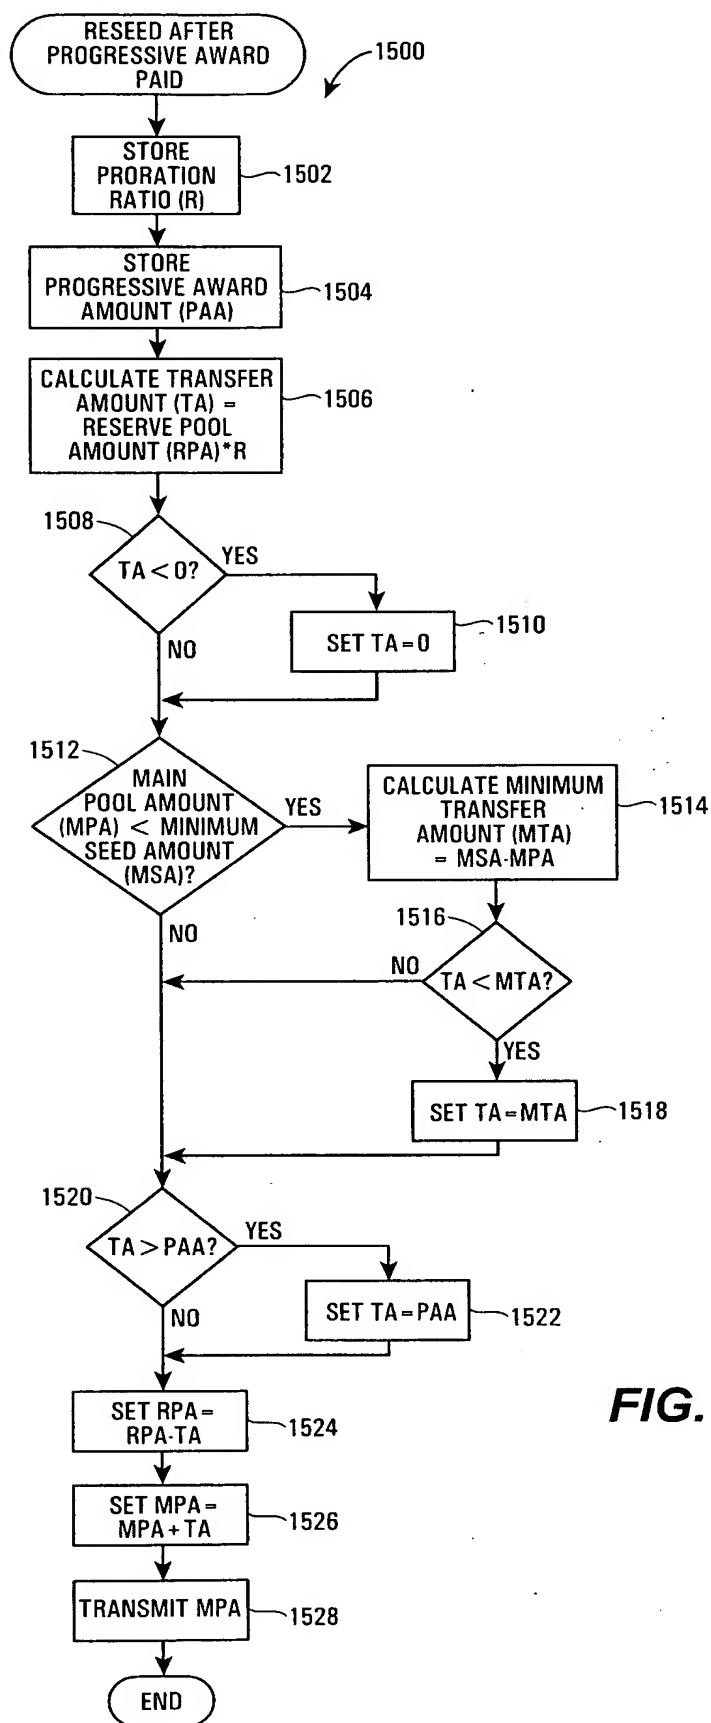 RESEED AFTER
PROGRESSIVE AWARD
PAID
1500
STORE
PRORATION
RATIO (R)
1502
STORE
PROGRESSIVE AWARD
AMOUNT (PAA)
1504
CALCULATE TRANSFER
AMOUNT (TA) =
RESERVE POOL
AMOUNT (RPA)*R
1506
1508
TA < 0?
YES
NO
SET TA = 0
1510
1512
MAIN
POOL AMOUNT
(MPA) < MINIMUM
SEED AMOUNT
(MSA)?
YES
NO
CALCULATE MINIMUM
TRANSFER
AMOUNT (MTA)
= MSA-MPA
1514
1516
TA < MTA?
NO
YES
SET TA = MTA
1518
1520
TA > PAA?
YES
NO
SET TA = PAA
1522
SET RPA =
RPA-TA
1524
SET MPA =
MPA + TA
1526
TRANSMIT MPA
1528
END
FIG.